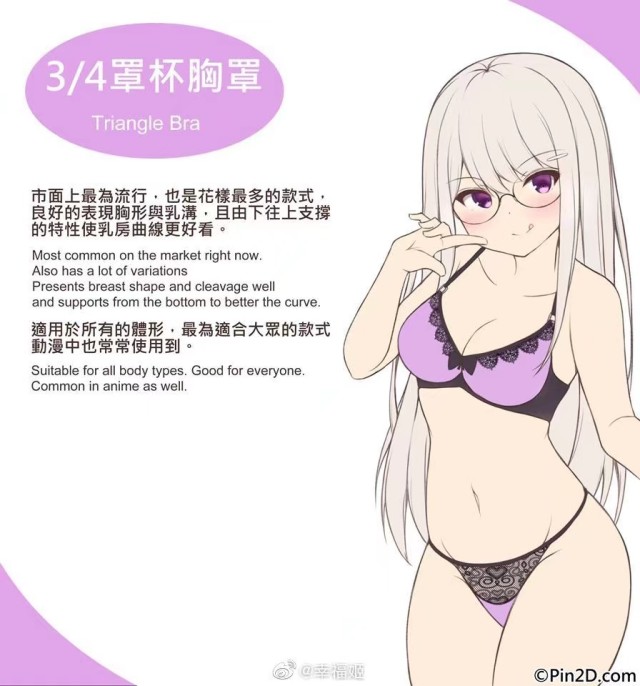 3/4罩杯胸罩
Triangle Bra
市面上最為流行，也是花樣最多的款式，
良好的表現胸形與乳溝，且由下往上支撐
的特性使乳房曲線更好看。
Most common on the market right now.
Also has a lot of variations
Presents breast shape and cleavage well
and supports from the bottom to better the curve.
適用於所有的體形，最為適合大眾的款式
動漫中也常常使用到。
Suitable for all body types. Good for everyone.
Common in anime as well.
@幸福姬
©Pin2D.com